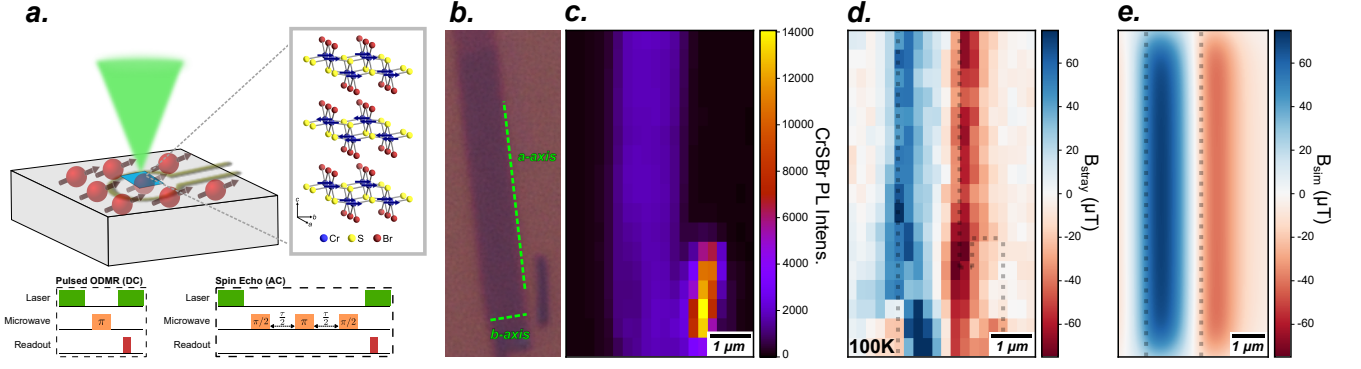 a.
b.
c.
d.
e.
c
b
a
Cr
S
Br
Pulsed ODMR (DC)
Laser
Microwave
π
Readout
Spin Echo (AC)
Laser
Microwave
π/2
τ/2
π
τ/2
π/2
Readout
a-axis
b-axis
1 μm
14000
12000
10000
8000
6000
4000
2000
0
CrSBr PL Intens.
100K
1 μm
60
40
20
0
-20
-40
-60
Bstray (μT)
1 μm
60
40
20
0
-20
-40
-60
Bsim (μT)